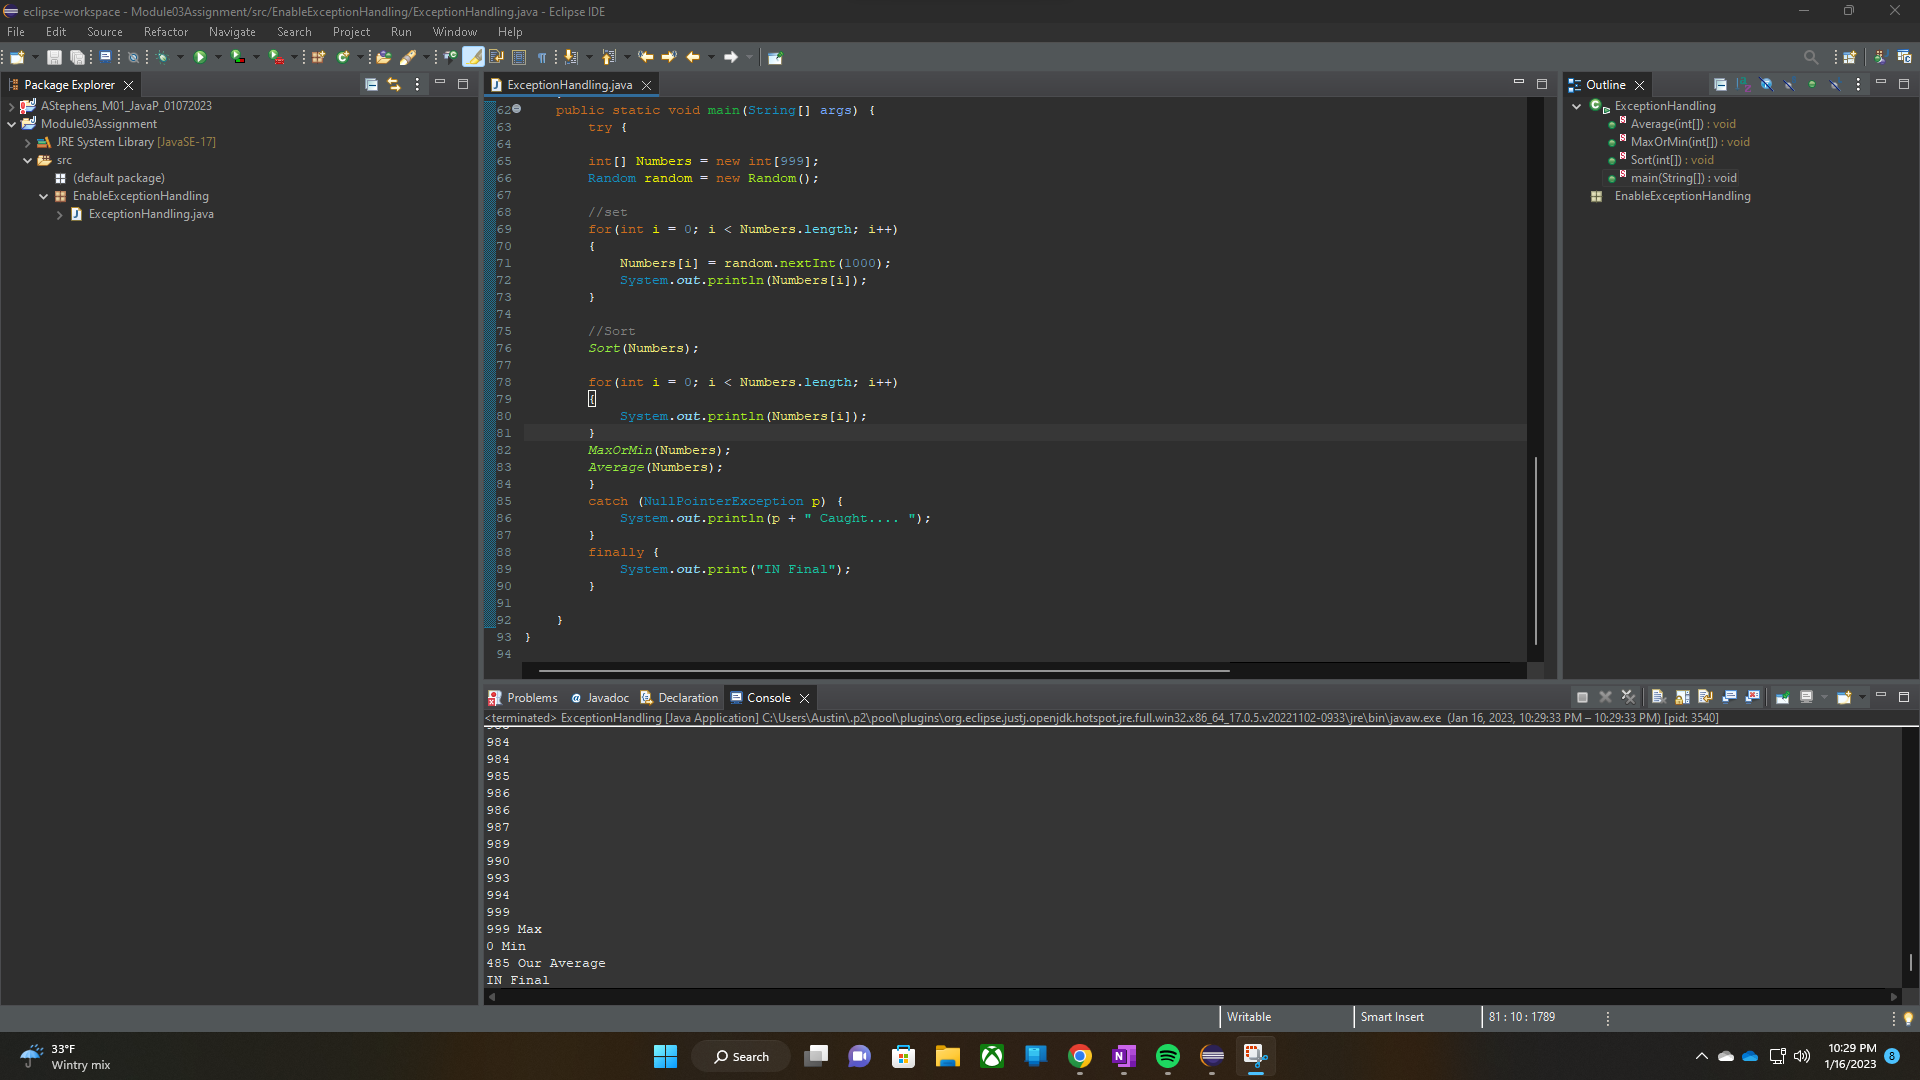 eclipse-workspace - Module03Assignment/src/EnableExceptionHandling/ExceptionHandling.java - Eclipse IDE
File Edit Source Refactor Navigate Search Project Run Window Help
Package Explorer
AStephens_M01_JavaP_01072023
Module03Assignment
JRE System Library [JavaSE-17]
src
(default package)
EnableExceptionHandling
ExceptionHandling.java
ExceptionHandling.java
62 public static void main(String[] args) {
63 try {
64
65 int[] Numbers = new int[999];
66 Random random = new Random();
67
68 //set
69 for(int i = 0; i < Numbers.length; i++)
70 {
71 Numbers[i] = random.nextInt(1000);
72 System.out.println(Numbers[i]);
73 }
74
75 //Sort
76 Sort(Numbers);
77
78 for(int i = 0; i < Numbers.length; i++)
79 {
80 System.out.println(Numbers[i]);
81 }
82 MaxOrMin(Numbers);
83 Average(Numbers);
84 }
85 catch (NullPointerException p) {
86 System.out.println(p + " Caught.... ");
87 }
88 finally {
89 System.out.print("IN Final");
90 }
91
92 }
93 }
94
Outline
ExceptionHandling
Average(int[]) : void
MaxOrMin(int[]) : void
Sort(int[]) : void
main(String[]) : void
EnableExceptionHandling
Problems Javadoc Declaration Console
<terminated> ExceptionHandling [Java Application] C:\Users\Austin\.p2\pool\plugins\org.eclipse.justj.openjdk.hotspot.jre.full.win32.x86_64_17.0.5.v20221102-0933\jre\bin\javaw.exe (Jan 16, 2023, 10:29:33 PM – 10:29:33 PM) [pid: 3540]
984
984
985
986
986
987
989
990
993
994
999
999 Max
0 Min
485 Our Average
IN Final
Writable Smart Insert 81 : 10 : 1789
33°F
Wintry mix
Search
10:29 PM
1/16/2023
8